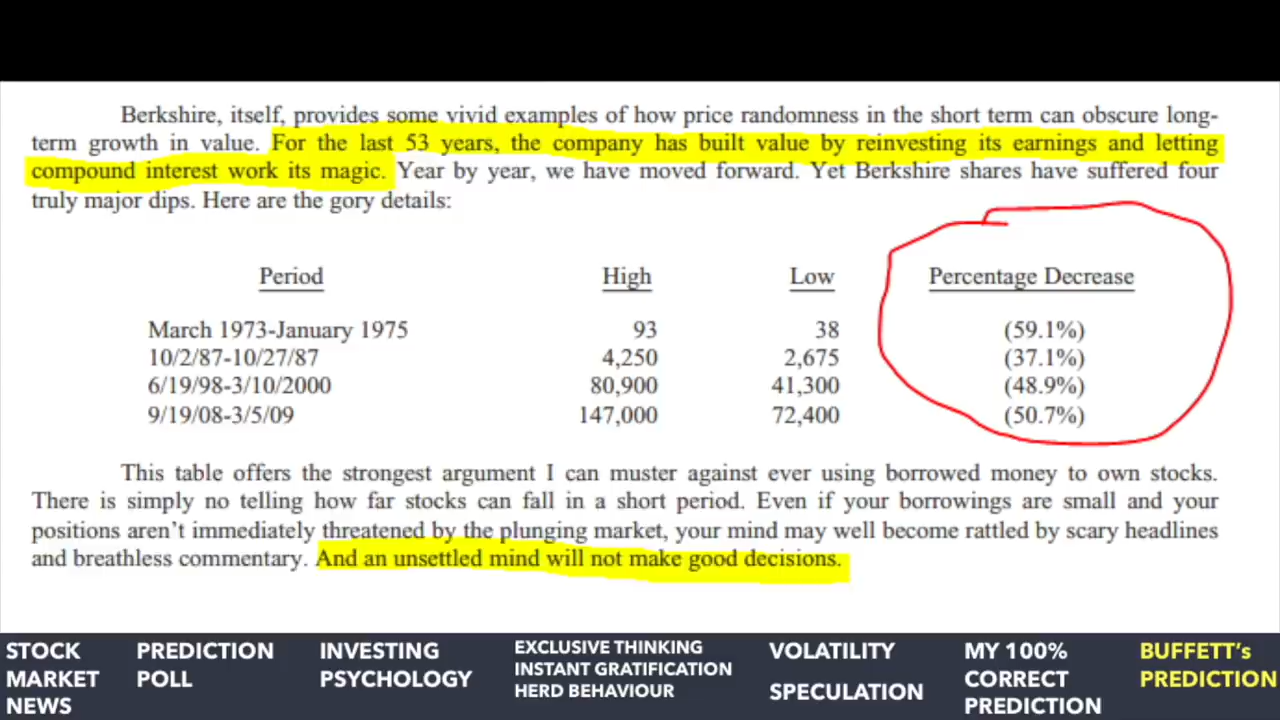 Berkshire, itself, provides some vivid examples of how price randomness in the short term can obscure long-
term growth in value. For the last 53 years, the company has built value by reinvesting its earnings and letting
compound interest work its magic. Year by year, we have moved forward. Yet Berkshire shares have suffered four
truly major dips. Here are the gory details:
Period High Low Percentage Decrease
March 1973-January 1975 93 38 (59.1%)
10/2/87-10/27/87 4,250 2,675 (37.1%)
6/19/98-3/10/2000 80,900 41,300 (48.9%)
9/19/08-3/5/09 147,000 72,400 (50.7%)
This table offers the strongest argument I can muster against ever using borrowed money to own stocks.
There is simply no telling how far stocks can fall in a short period. Even if your borrowings are small and your
positions aren't immediately threatened by the plunging market, your mind may well become rattled by scary headlines
and breathless commentary. And an unsettled mind will not make good decisions.
STOCK
MARKET
NEWS
PREDICTION
POLL
INVESTING
PSYCHOLOGY
EXCLUSIVE THINKING
INSTANT GRATIFICATION
HERD BEHAVIOUR
VOLATILITY
SPECULATION
MY 100%
CORRECT
PREDICTION
BUFFETT's
PREDICTION